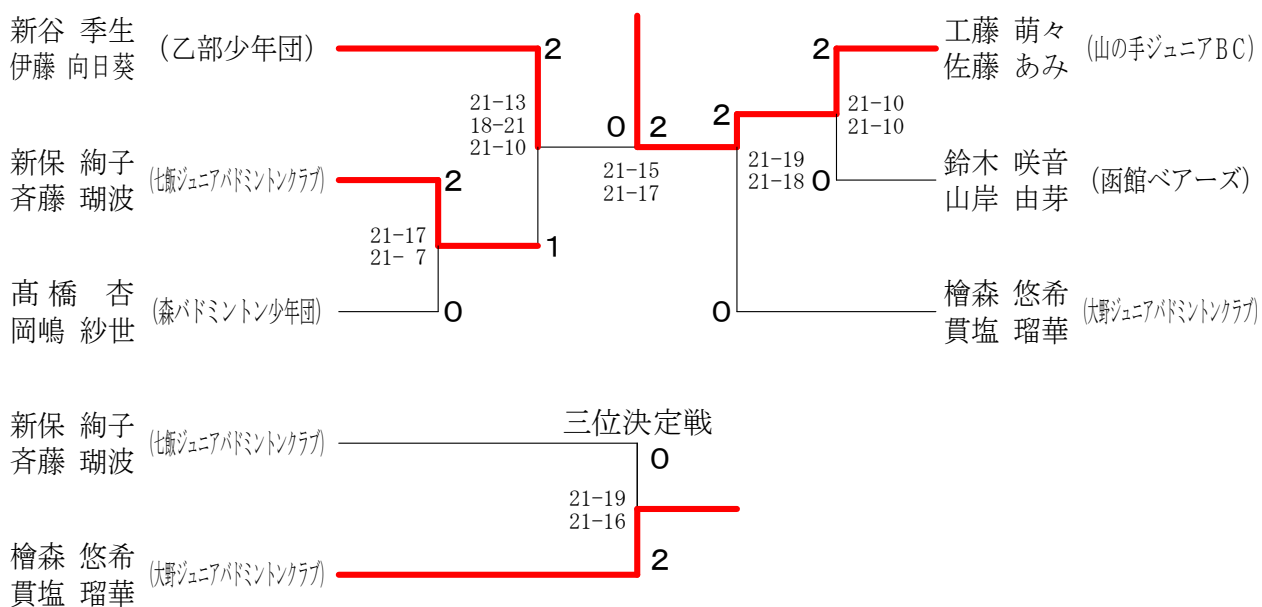 新谷 季生
伊藤 向日葵
(乙部少年団)
2
21-13
18-21
21-10
新保 絢子
斉藤 瑚波
(七飯ジュニアバドミントンクラブ)
2
21-17
21- 7
1
髙橋 杏
岡嶋 紗世
(森バドミントン少年団)
0
0
2
21-15
21-17
工藤 萌々
佐藤 あみ
(山の手ジュニアBC)
2
21-10
21-10
2
21-19
21-18
鈴木 咲音
山岸 由芽
(函館ベアーズ)
0
檜森 悠希
貫塩 瑠華
(大野ジュニアバドミントンクラブ)
0
三位決定戦
新保 絢子
斉藤 瑚波
(七飯ジュニアバドミントンクラブ)
0
21-19
21-16
檜森 悠希
貫塩 瑠華
(大野ジュニアバドミントンクラブ)
2